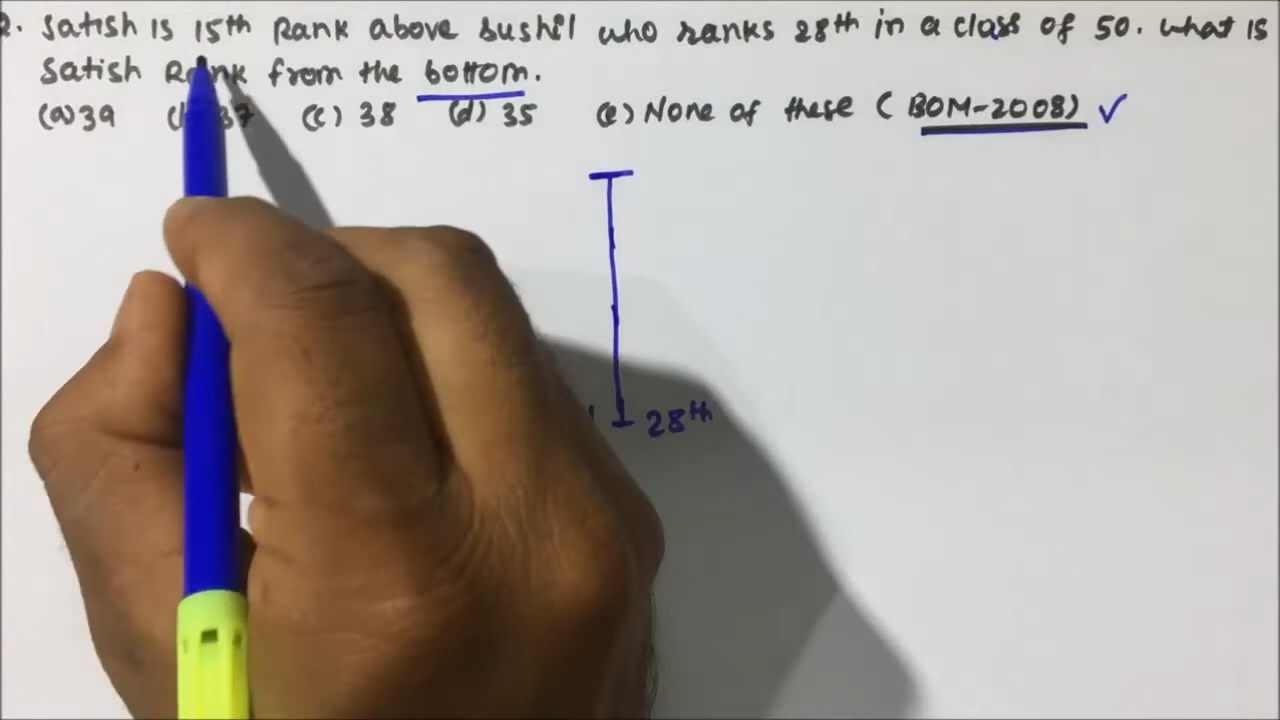 2. Satish is 15th Rank above Sushil who ranks 28th in a class of 50. What is
Satish Rank from the bottom.
(a) 39 37 (c) 38 (d) 35 (e) None of these (BOM-2008) ✓
28th